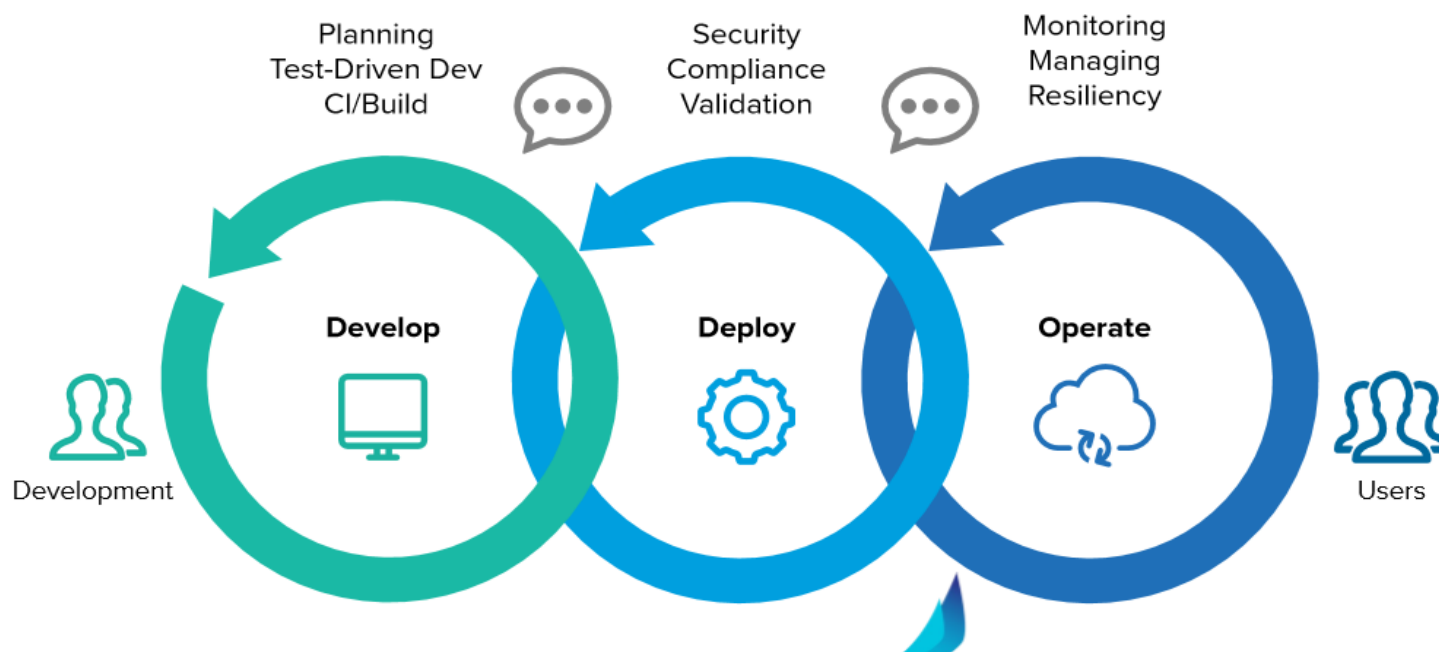 Planning
Test-Driven Dev
CI/Build
Security
Compliance
Validation
Monitoring
Managing
Resiliency
Develop
Deploy
Operate
Development
Users